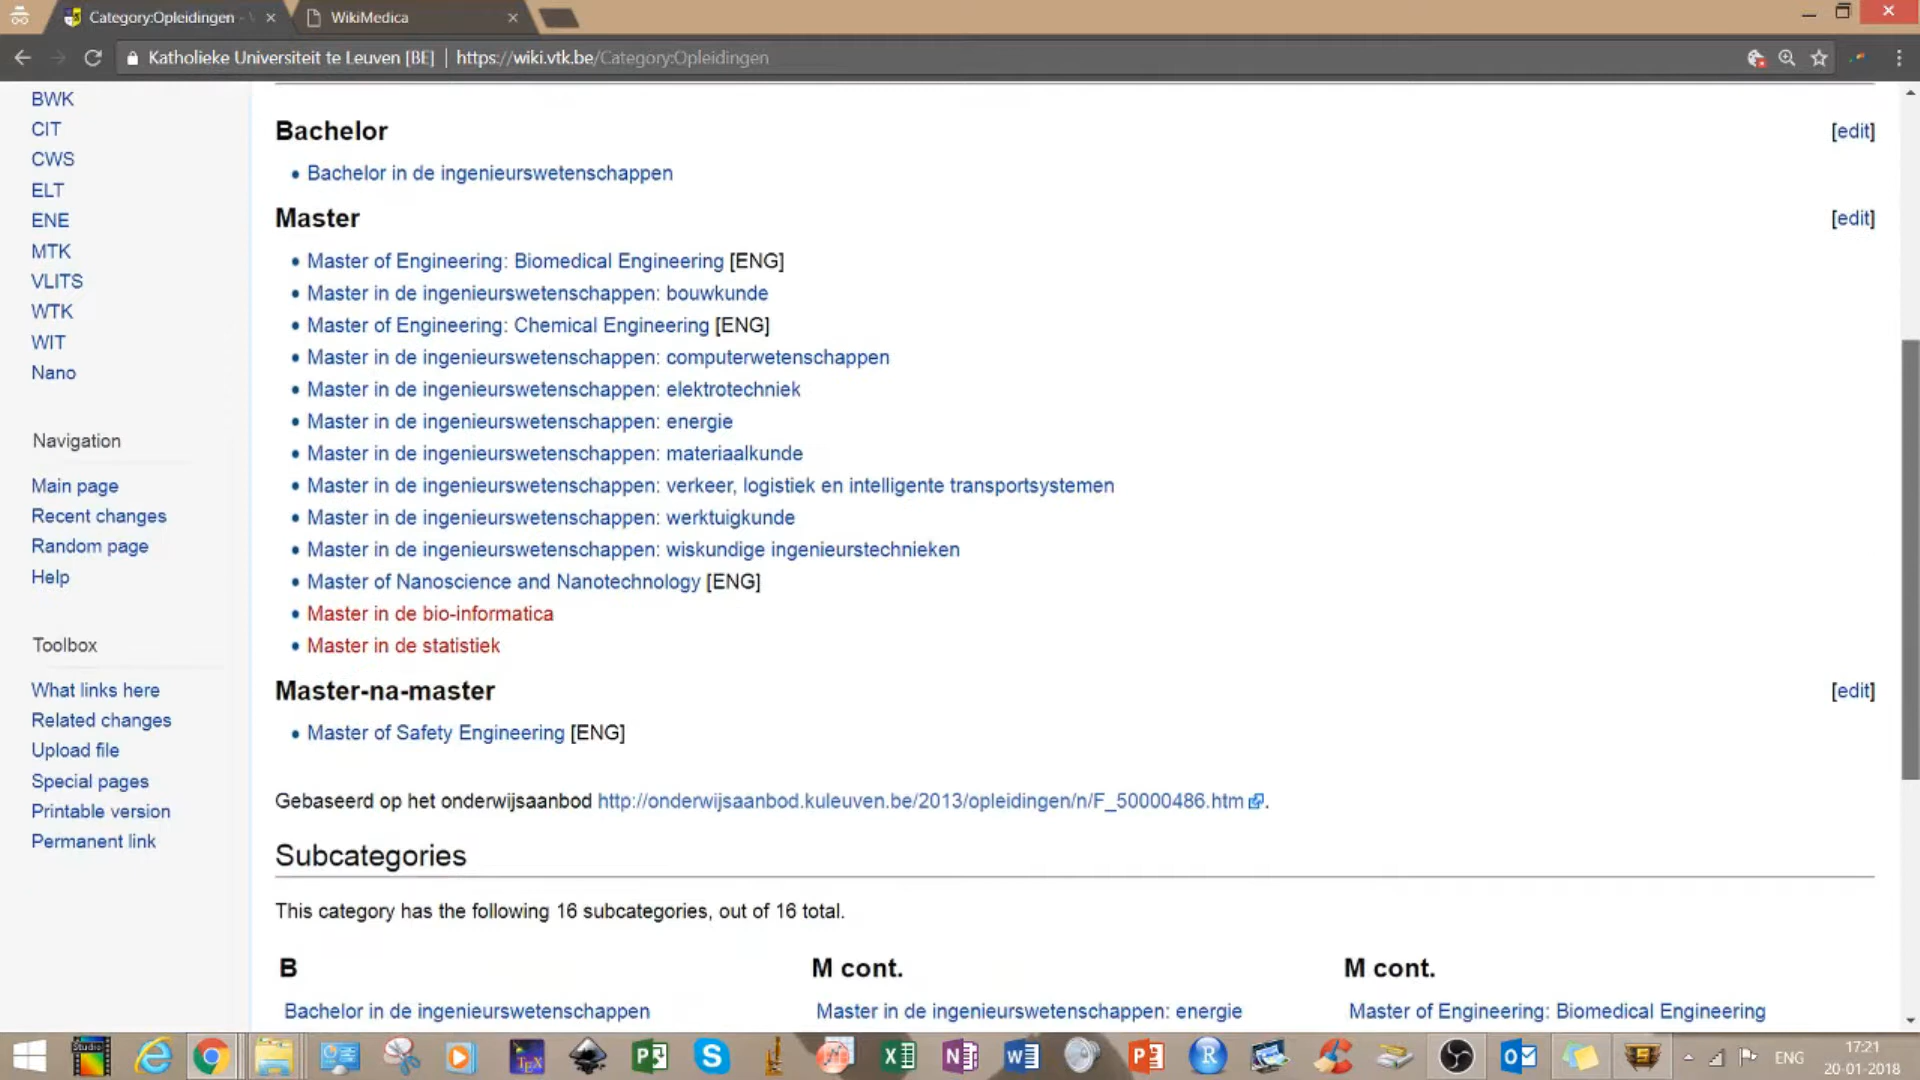 Category:Opleidingen -
WikiMedica
Katholieke Universiteit te Leuven [BE]
https://wiki.vtk.be/Category:Opleidingen
BWK
CIT
CWS
ELT
ENE
MTK
VLITS
WTK
WIT
Nano
Navigation
Main page
Recent changes
Random page
Help
Toolbox
What links here
Related changes
Upload file
Special pages
Printable version
Permanent link
Bachelor
[edit]
Bachelor in de ingenieurswetenschappen
Master
[edit]
Master of Engineering: Biomedical Engineering [ENG]
Master in de ingenieurswetenschappen: bouwkunde
Master of Engineering: Chemical Engineering [ENG]
Master in de ingenieurswetenschappen: computerwetenschappen
Master in de ingenieurswetenschappen: elektrotechniek
Master in de ingenieurswetenschappen: energie
Master in de ingenieurswetenschappen: materiaalkunde
Master in de ingenieurswetenschappen: verkeer, logistiek en intelligente transportsystemen
Master in de ingenieurswetenschappen: werktuigkunde
Master in de ingenieurswetenschappen: wiskundige ingenieurstechnieken
Master of Nanoscience and Nanotechnology [ENG]
Master in de bio-informatica
Master in de statistiek
Master-na-master
[edit]
Master of Safety Engineering [ENG]
Gebaseerd op het onderwijsaanbod http://onderwijsaanbod.kuleuven.be/2013/opleidingen/n/F_50000486.htm.
Subcategories
This category has the following 16 subcategories, out of 16 total.
B
Bachelor in de ingenieurswetenschappen
M cont.
Master in de ingenieurswetenschappen: energie
M cont.
Master of Engineering: Biomedical Engineering
Studio
TEX
ENG
17:21
20-01-2018